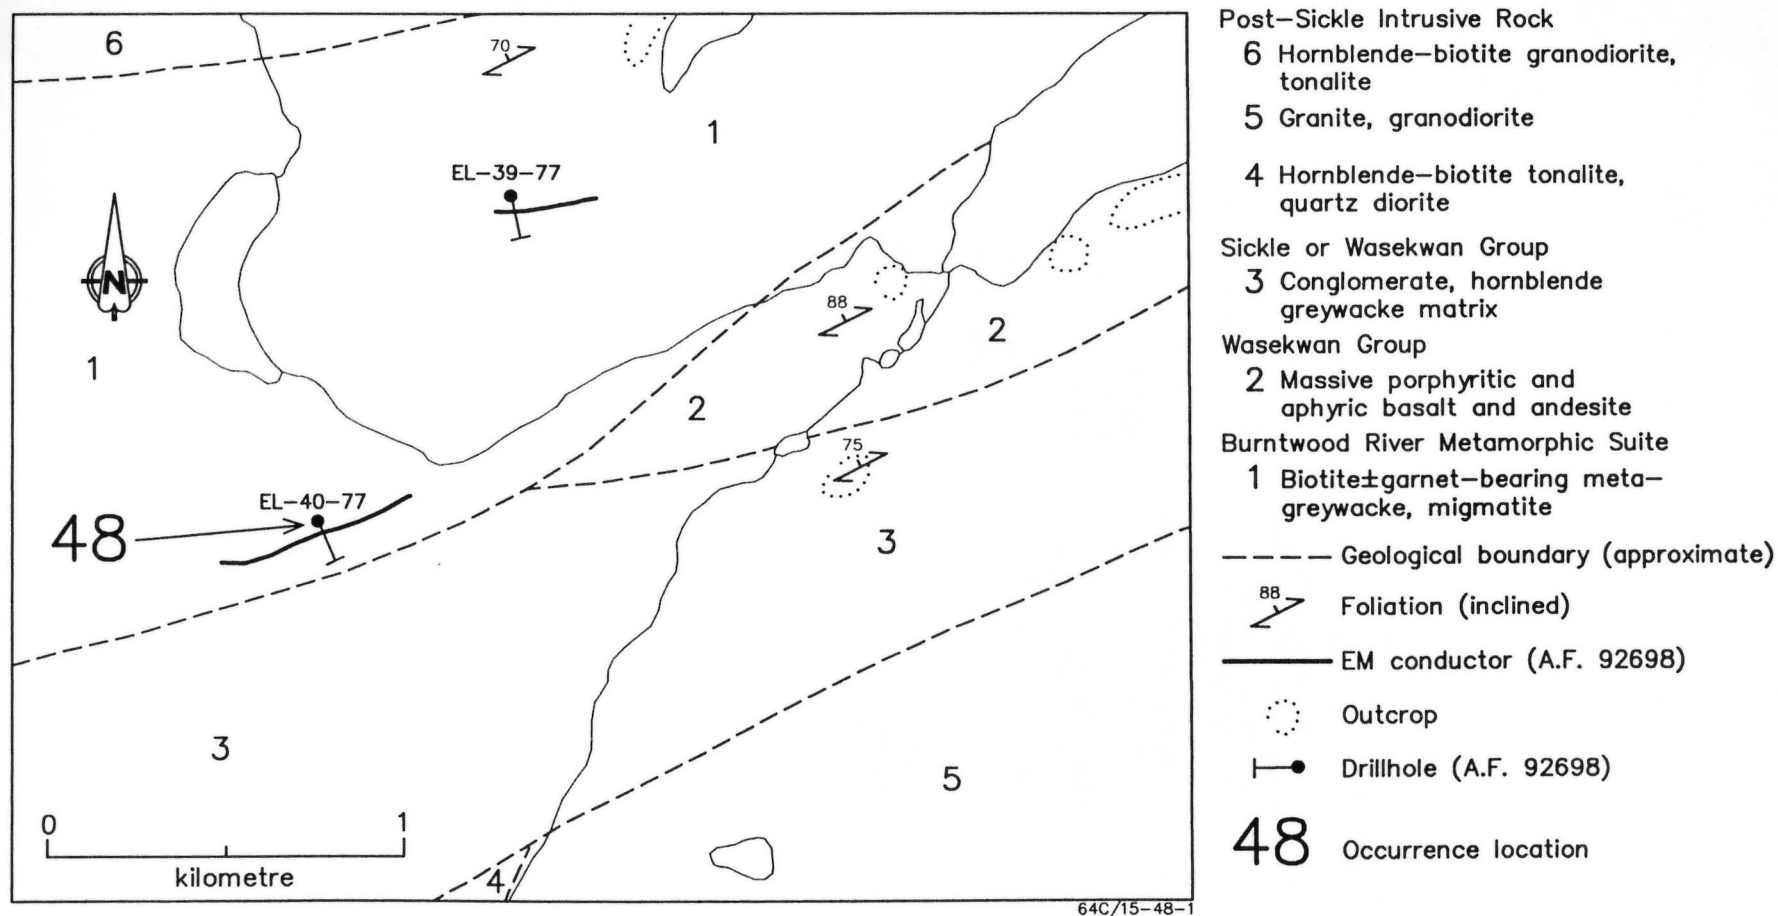 6
70
1
EL-39-77
N
88
1
2
2
75
EL-40-77
48
3
3
5
0 1
kilometre
4
64C/15-48-1
Post-Sickle Intrusive Rock
6 Hornblende-biotite granodiorite,
tonalite
5 Granite, granodiorite
4 Hornblende-biotite tonalite,
quartz diorite
Sickle or Wasekwan Group
3 Conglomerate, hornblende
greywacke matrix
Wasekwan Group
2 Massive porphyritic and
aphyric basalt and andesite
Burntwood River Metamorphic Suite
1 Biotite±garnet-bearing meta-
greywacke, migmatite
Geological boundary (approximate)
88
Foliation (inclined)
EM conductor (A.F. 92698)
Outcrop
Drillhole (A.F. 92698)
48 Occurrence location